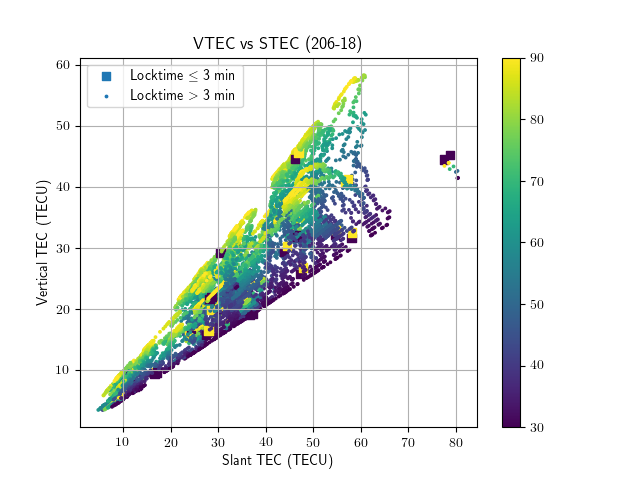 VTEC vs STEC (206-18)
Locktime ≤ 3 min
Locktime > 3 min
60
50
40
30
20
10
Vertical TEC (TECU)
10 20 30 40 50 60 70 80
Slant TEC (TECU)
90
80
70
60
50
40
30